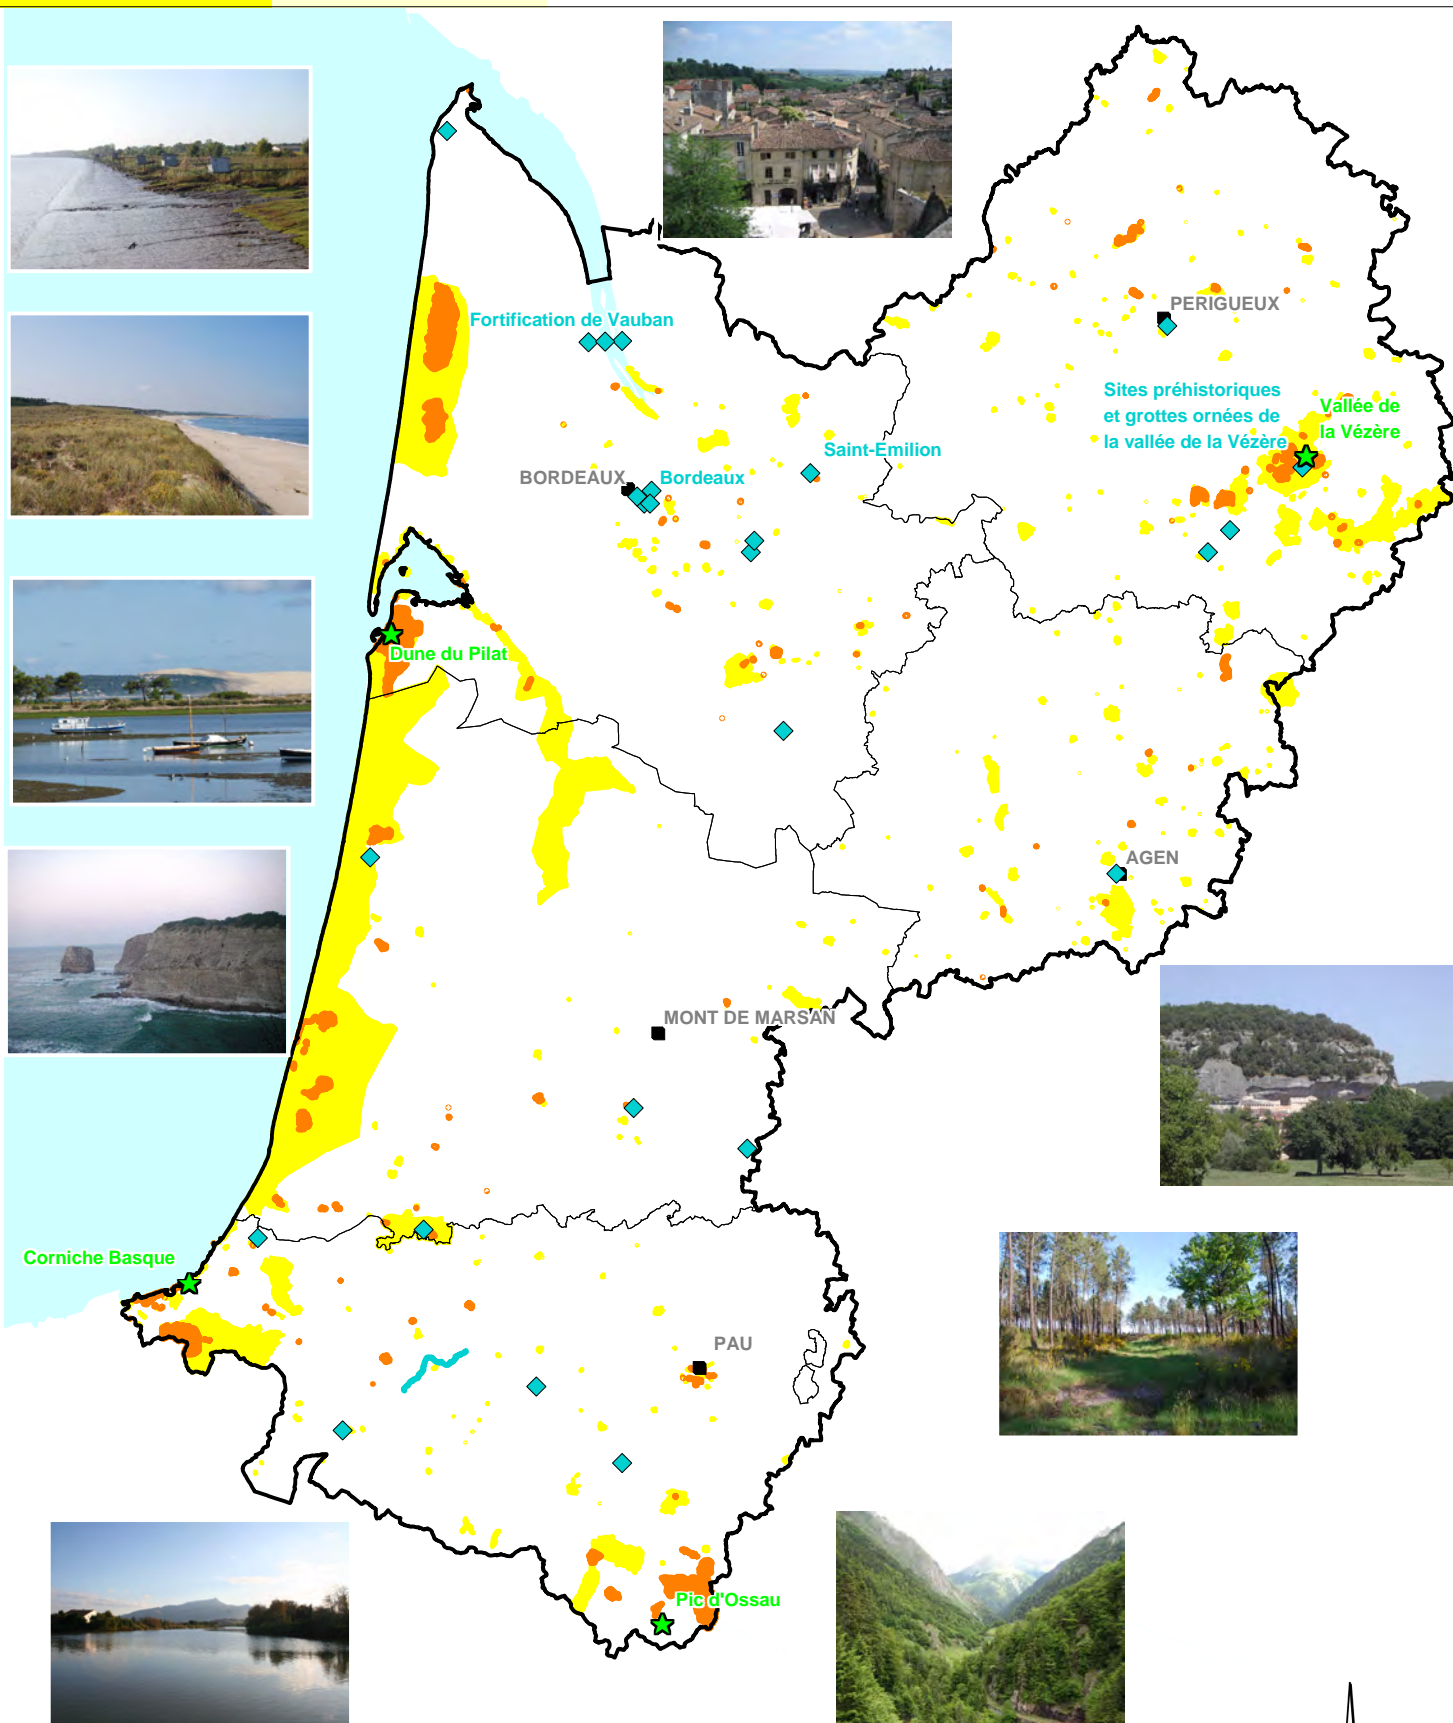 Fortification de Vauban
PERIGUEUX
Sites préhistoriques
et grottes ornées de
la vallée de la Vézère
Vallée de
la Vézère
Saint-Emilion
BORDEAUX
Bordeaux
Dune du Pilat
AGEN
MONT DE MARSAN
Corniche Basque
PAU
Pic d'Ossau